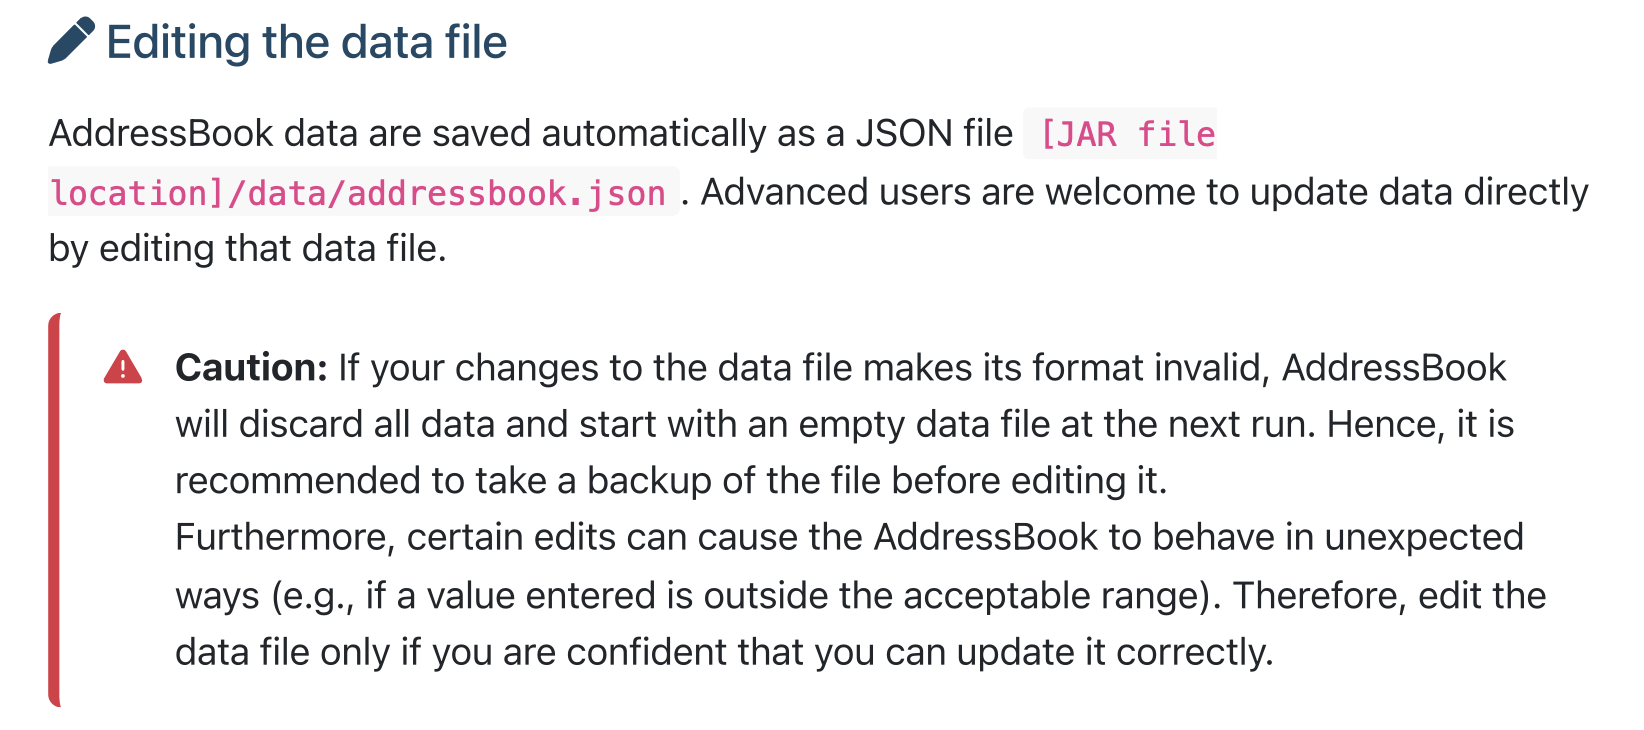 Editing the data file
AddressBook data are saved automatically as a JSON file [JAR file
location]/data/addressbook.json. Advanced users are welcome to update data directly
by editing that data file.
Caution: If your changes to the data file makes its format invalid, AddressBook
will discard all data and start with an empty data file at the next run. Hence, it is
recommended to take a backup of the file before editing it.
Furthermore, certain edits can cause the AddressBook to behave in unexpected
ways (e.g., if a value entered is outside the acceptable range). Therefore, edit the
data file only if you are confident that you can update it correctly.